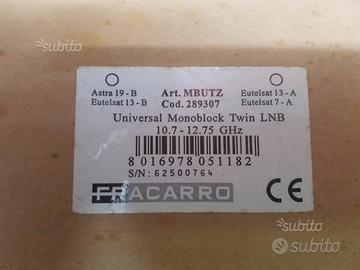 subito
Astra 19 - B
Eutelsat 13 - B
Art. MBUTZ
Cod. 289307
Eutelsat 13 - A
Eutelsat 7 - A
Universal Monoblock Twin LNB
10.7 - 12.75 GHz
8 016978 051182
S/N: 62500764
FRACARRO
CE
subito
subito